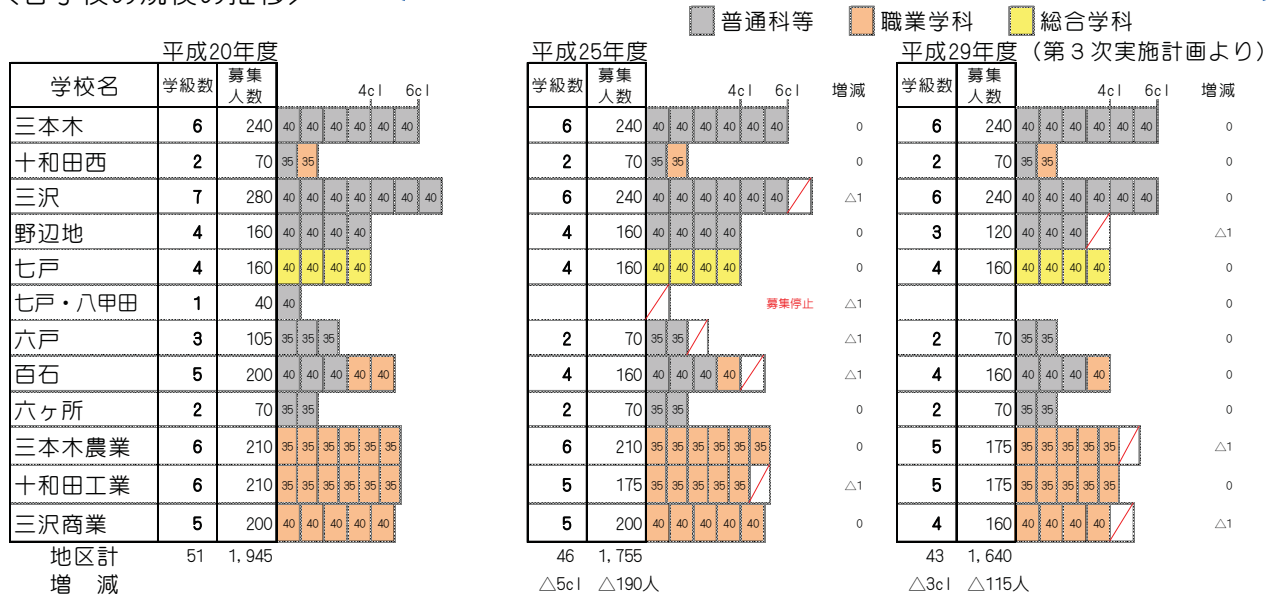 普通科等 職業学科 総合学科
平成20年度 平成25年度 平成29年度（第３次実施計画より）
学校名 学級数 募集人数 4cl 6cl 学級数 募集人数 4cl 6cl 増減 学級数 募集人数 4cl 6cl 増減
三本木 6 240 40 40 40 40 40 40 6 240 40 40 40 40 40 40 0 6 240 40 40 40 40 40 40 0
十和田西 2 70 35 35 2 70 35 35 0 2 70 35 35 0
三沢 7 280 40 40 40 40 40 40 40 6 240 40 40 40 40 40 40 △1 6 240 40 40 40 40 40 40 0
野辺地 4 160 40 40 40 40 4 160 40 40 40 40 0 3 120 40 40 40 △1
七戸 4 160 40 40 40 40 4 160 40 40 40 40 0 4 160 40 40 40 40 0
七戸・八甲田 1 40 40 募集停止 △1 0
六戸 3 105 35 35 35 2 70 35 35 △1 2 70 35 35 0
百石 5 200 40 40 40 40 40 4 160 40 40 40 40 △1 4 160 40 40 40 40 0
六ヶ所 2 70 35 35 2 70 35 35 0 2 70 35 35 0
三本木農業 6 210 35 35 35 35 35 35 6 210 35 35 35 35 35 35 0 5 175 35 35 35 35 35 △1
十和田工業 6 210 35 35 35 35 35 35 5 175 35 35 35 35 35 △1 5 175 35 35 35 35 35 0
三沢商業 5 200 40 40 40 40 40 5 200 40 40 40 40 40 0 4 160 40 40 40 40 △1
地区計 51 1,945 46 1,755 43 1,640
増 減 △5cl △190人 △3cl △115人